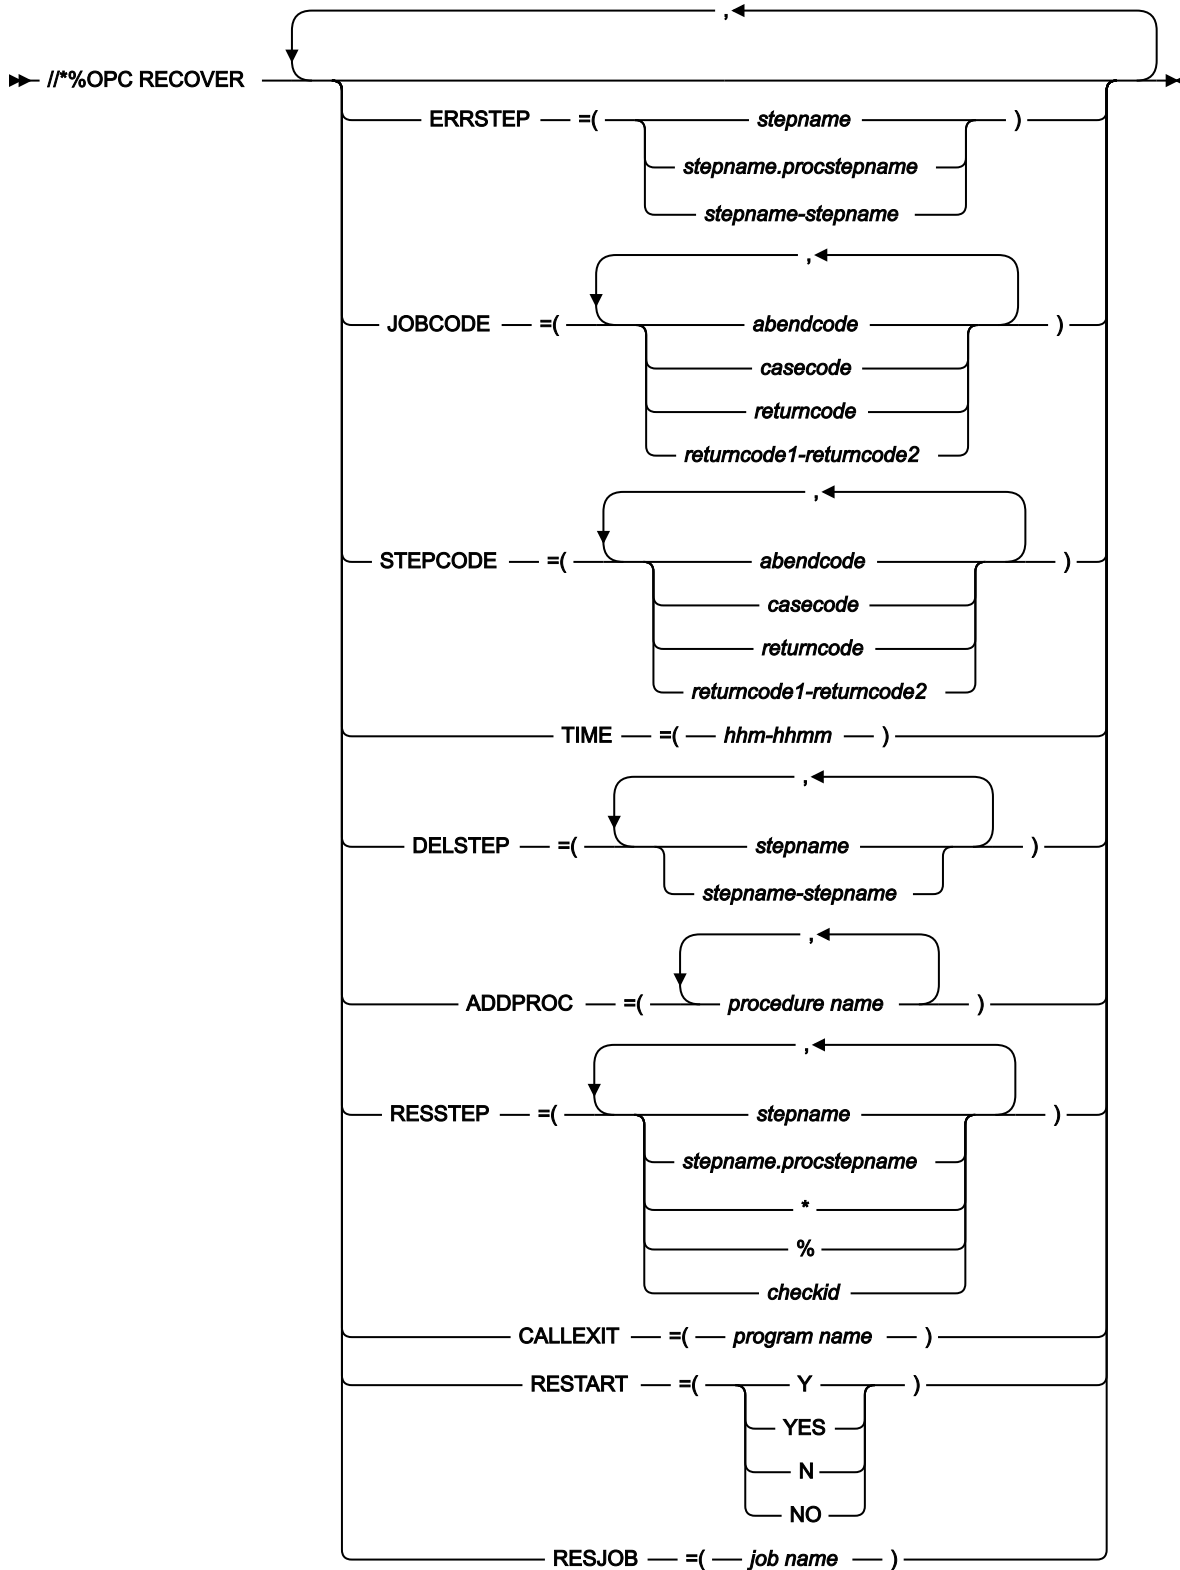 ,
//*%OPC RECOVER
ERRSTEP =( stepname )
stepname.procstepname
stepname-stepname
,
JOBCODE =( abendcode )
casecode
returncode
returncode1-returncode2
,
STEPCODE =( abendcode )
casecode
returncode
returncode1-returncode2
TIME =( hhm-hhmm )
,
DELSTEP =( stepname )
stepname-stepname
,
ADDPROC =( procedure name )
,
RESSTEP =( stepname )
stepname.procstepname
*
%
checkid
CALLEXIT =( program name )
RESTART =( Y )
YES
N
NO
RESJOB =( job name )